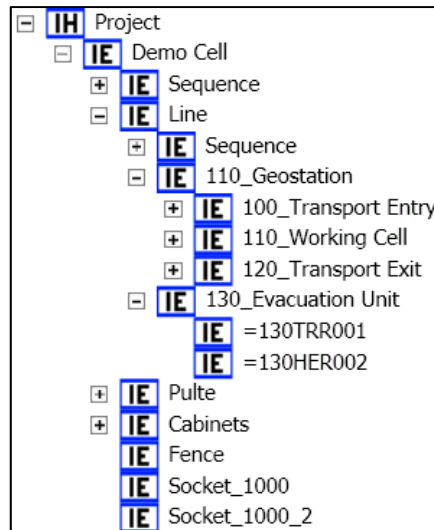 IH Project
IE Demo Cell
IE Sequence
IE Line
IE Sequence
IE 110_Geostation
IE 100_Transport Entry
IE 110_Working Cell
IE 120_Transport Exit
IE 130_Evacuation Unit
IE =130TRR001
IE =130HER002
IE Pulte
IE Cabinets
IE Fence
IE Socket_1000
IE Socket_1000_2